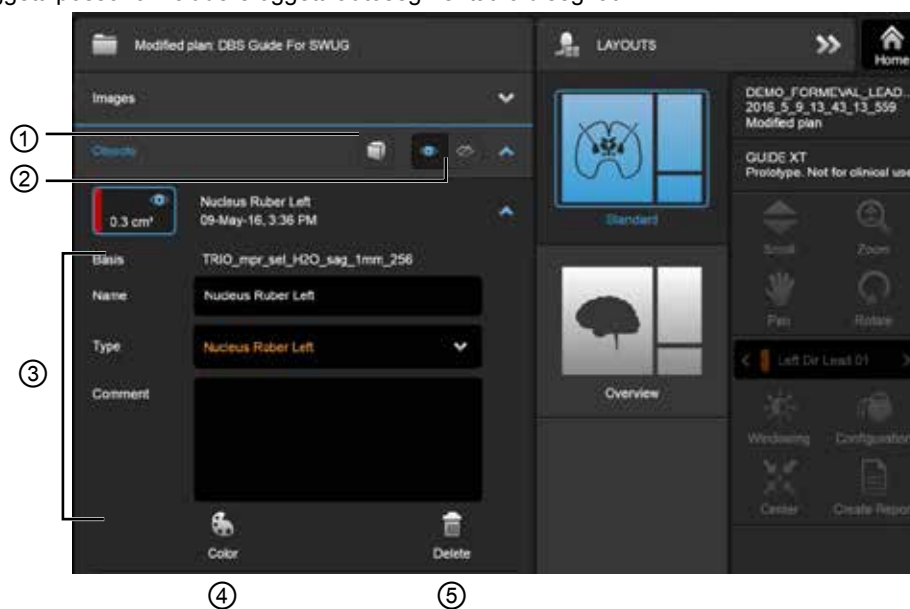 Modified plan: DBS Guide For SWUG
LAYOUTS
Home
Images
DEMO_FORMEVAL_LEAD...
2016_5_9_13_43_13_559
Modified plan
①
Objects
②
GUIDE XT
Prototype. Not for clinical use
0.3 cm³
Nucleus Ruber Left
09-May-16, 3:36 PM
Standard
Scroll
Zoom
Basis
TRIO_mpr_sel_H2O_sag_1mm_256
Name
Nucleus Ruber Left
Pan
Rotate
Type
Nucleus Ruber Left
③
Left Dir Lead 01
Comment
Overview
Windowing
Configuration
Center
Create Repor
Color
Delete
④
⑤